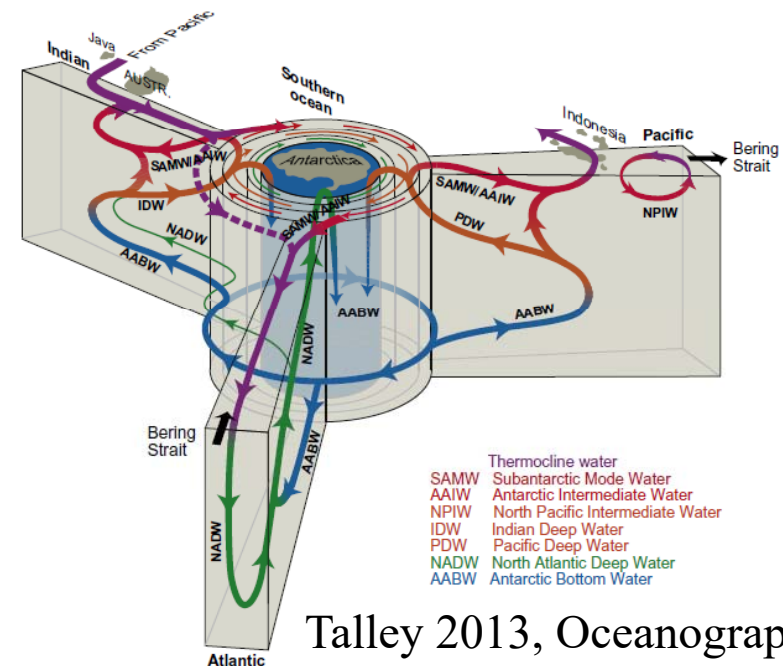 From Pacific
Java
Indian
AUSTR.
Southern
ocean
Antarctica
Indonesia
Pacific
Bering
Strait
SAMW/AAIW
SAMW/AAIW
SAMW/AAIW
NPIW
IDW
PDW
NADW
AABW
AABW
AABW
NADW
Bering
Strait
AABW
NADW
Atlantic
Thermocline water
SAMW Subantarctic Mode Water
AAIW Antarctic Intermediate Water
NPIW North Pacific Intermediate Water
IDW Indian Deep Water
PDW Pacific Deep Water
NADW North Atlantic Deep Water
AABW Antarctic Bottom Water
Talley 2013, Oceanograp